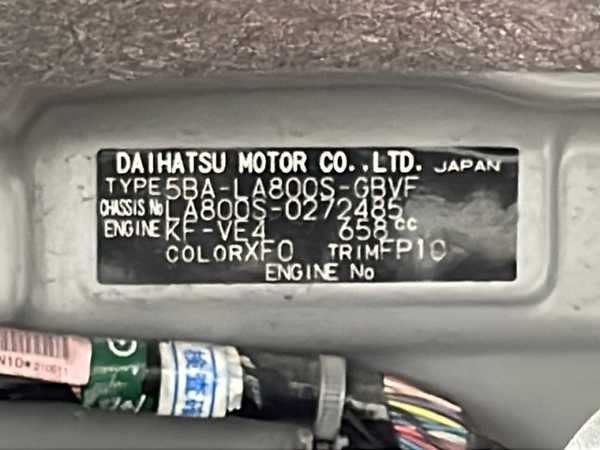 DAIHATSU MOTOR CO.,LTD. JAPAN
TYPE 5BA-LA800S-GBVF
CHASSIS No LA800S-0272485
ENGINE KF-VE4 658 cc
COLOR XF0 TRIM FP10
ENGINE No